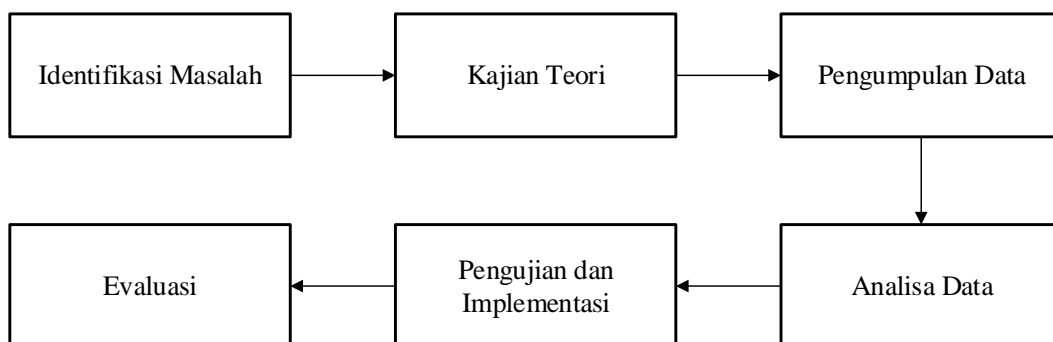 Identifikasi Masalah
Kajian Teori
Pengumpulan Data
Analisa Data
Pengujian dan
Implementasi
Evaluasi